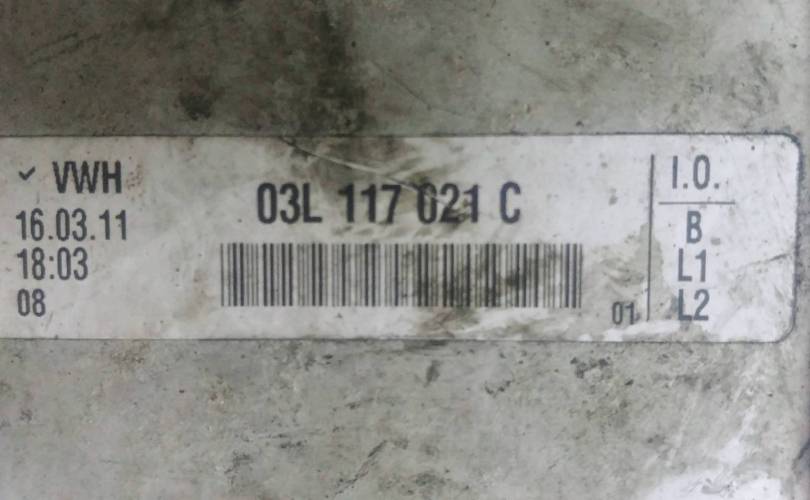 ✓ VWH
16.03.11
18:03
08
03L 117 021 C
01
I.O.
B
L1
L2